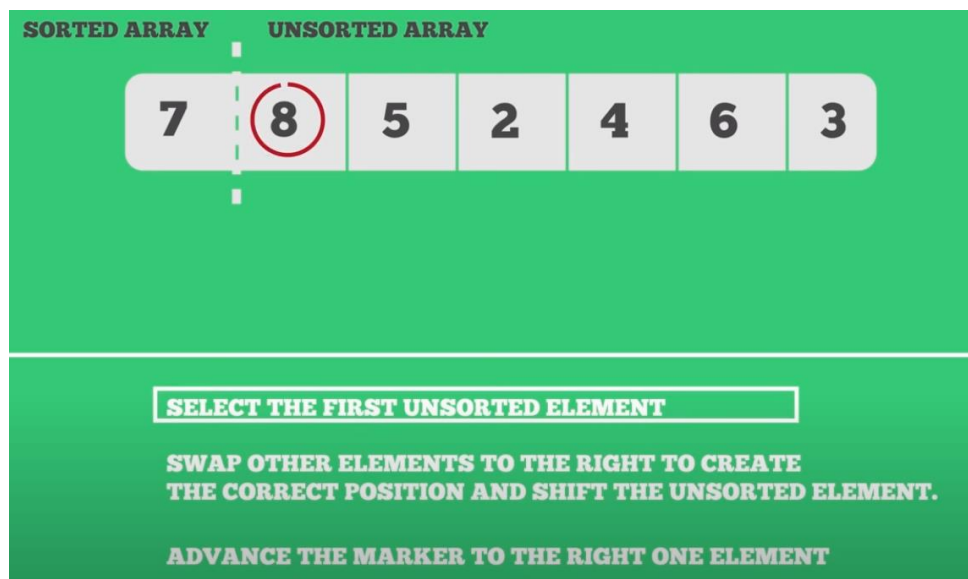 SORTED ARRAY UNSORTED ARRAY
7 8 5 2 4 6 3
SELECT THE FIRST UNSORTED ELEMENT
SWAP OTHER ELEMENTS TO THE RIGHT TO CREATE
THE CORRECT POSITION AND SHIFT THE UNSORTED ELEMENT.
ADVANCE THE MARKER TO THE RIGHT ONE ELEMENT